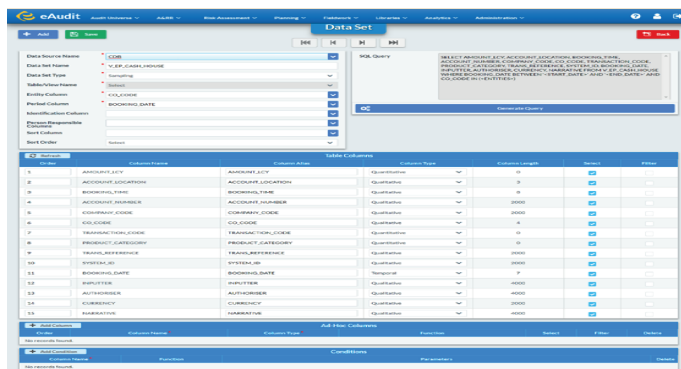 eAudit Audit Universe A&RR Risk Assessment Planning Fieldwork Libraries Analytics Administration
Data Set
+ Add Save Back
Data Source Name * CDB
Data Set Name * V_EP_CASH_HOUSE
Data Set Type * Sampling
Table/View Name * Select
Entity Column * CO_CODE
Period Column * BOOKING_DATE
Identification Column
Person Responsible Columns
Sort Column
Sort Order Select
SQL Query
SELECT AMOUNT_LCY, ACCOUNT_LOCATION, BOOKING_TIME,
ACCOUNT_NUMBER, COMPANY_CODE, CO_CODE, TRANSACTION_CODE,
PRODUCT_CATEGORY, TRANS_REFERENCE, SYSTEM_ID, BOOKING_DATE,
INPUTTER, AUTHORISER, CURRENCY, NARRATIVE FROM V_EP_CASH_HOUSE
WHERE BOOKING_DATE BETWEEN '<START_DATE>' AND '<END_DATE>' AND
CO_CODE IN (<ENTITIES>)
Generate Query
Refresh Table Columns
Order Column Name Column Alias Column Type Column Length Select Filter
1 AMOUNT_LCY AMOUNT_LCY Quantitative 0
2 ACCOUNT_LOCATION ACCOUNT_LOCATION Qualitative 3
3 BOOKING_TIME BOOKING_TIME Qualitative
4 ACCOUNT_NUMBER ACCOUNT_NUMBER Qualitative 2000
5 COMPANY_CODE COMPANY_CODE Qualitative 2000
6 CO_CODE CO_CODE Qualitative 4
7 TRANSACTION_CODE TRANSACTION_CODE Quantitative 0
8 PRODUCT_CATEGORY PRODUCT_CATEGORY Quantitative 0
9 TRANS_REFERENCE TRANS_REFERENCE Qualitative 2000
10 SYSTEM_ID SYSTEM_ID Qualitative 2000
11 BOOKING_DATE BOOKING_DATE Temporal 7
12 INPUTTER INPUTTER Qualitative 4000
13 AUTHORISER AUTHORISER Qualitative 4000
14 CURRENCY CURRENCY Qualitative 2000
15 NARRATIVE NARRATIVE Qualitative 4000
+ Add Column Ad-Hoc Columns
Order Column Name * Column Type * Function Select Filter Delete
No records found.
+ Add Condition Conditions
Column Name Function Parameters Delete
No records found.